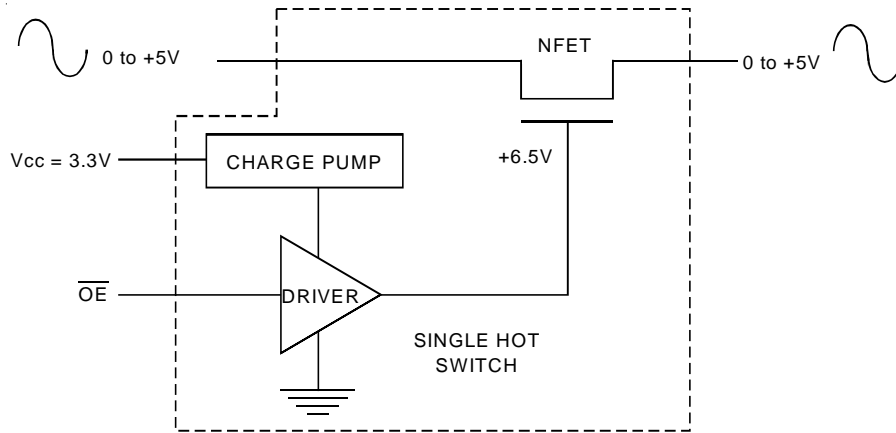 NFET
0 to +5V
0 to +5V
Vcc = 3.3V
CHARGE PUMP
+6.5V
OE
DRIVER
SINGLE HOT
SWITCH